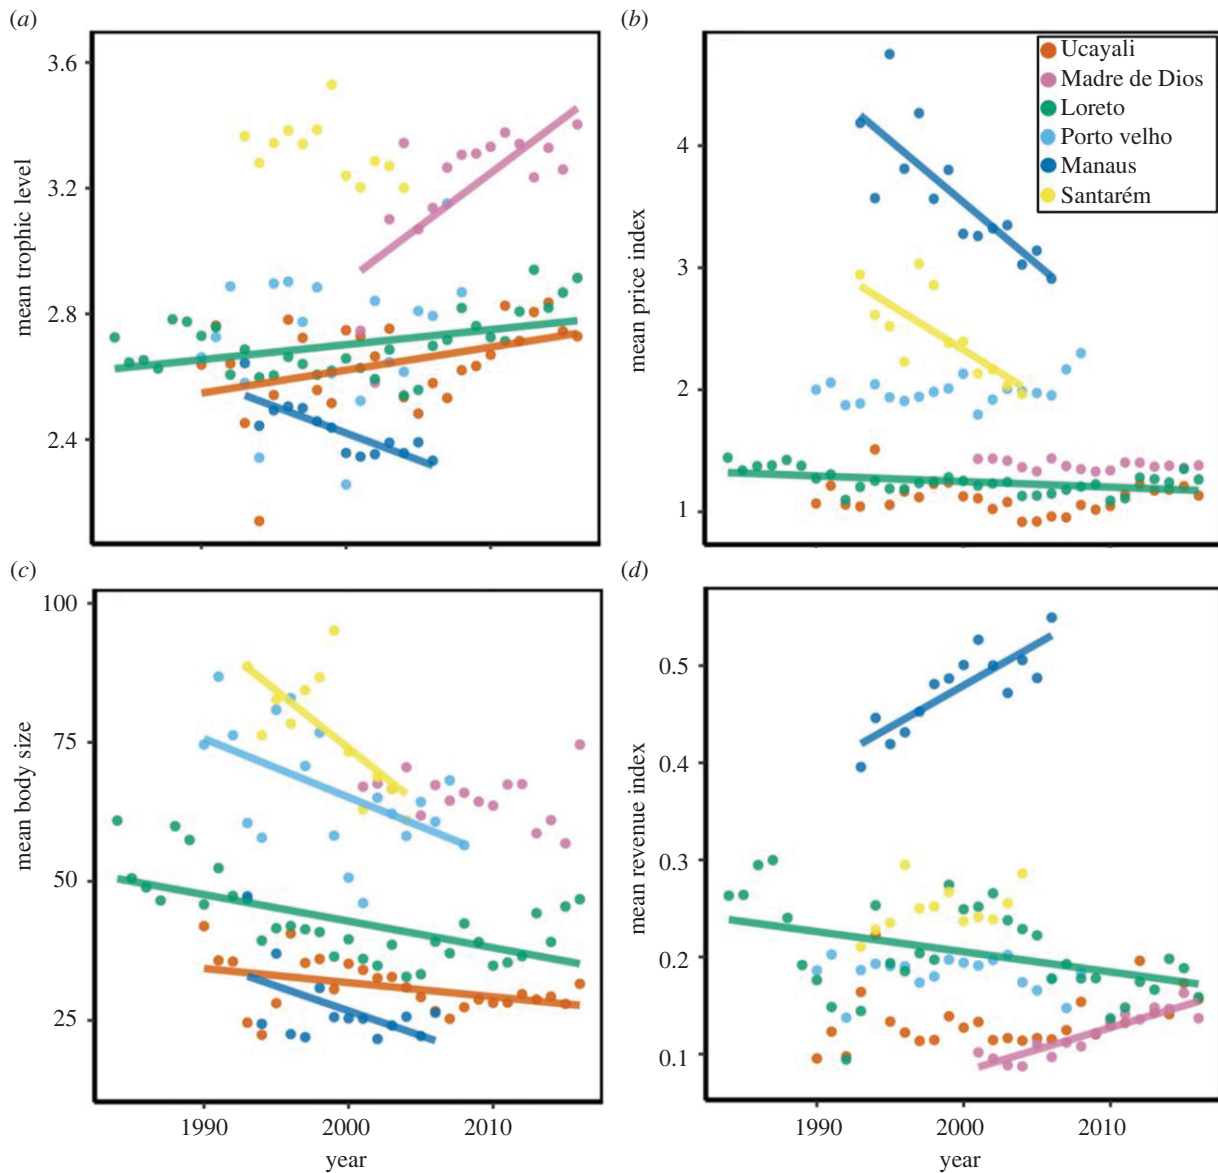 (a)
mean trophic level
3.6
3.2
2.8
2.4
(b)
mean price index
4
3
2
1
Ucayali
Madre de Dios
Loreto
Porto velho
Manaus
Santarém
(c)
mean body size
100
75
50
25
1990 2000 2010
year
(d)
mean revenue index
0.5
0.4
0.3
0.2
0.1
1990 2000 2010
year